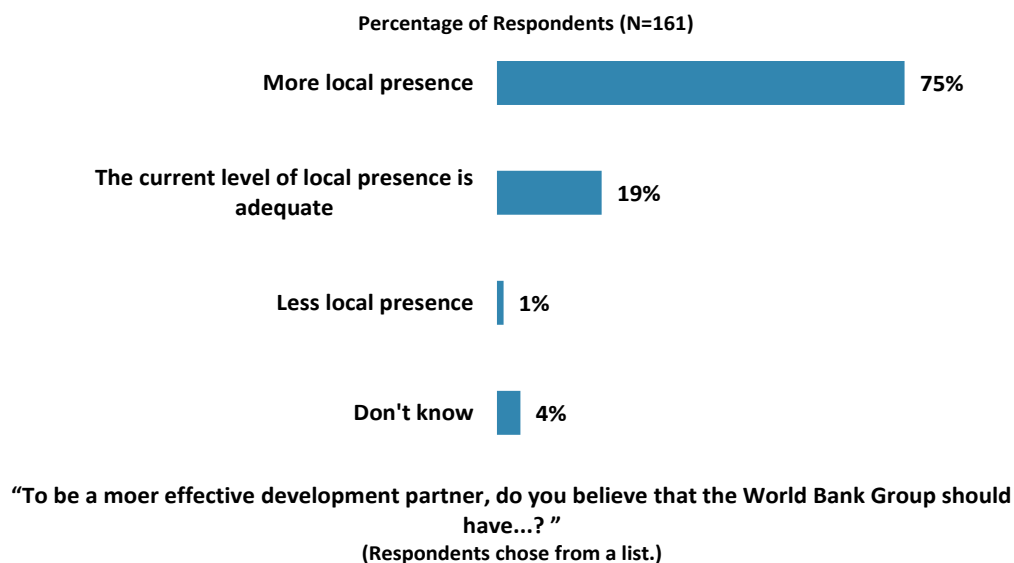 Percentage of Respondents (N=161)
More local presence
75%
The current level of local presence is
adequate
19%
Less local presence
1%
Don't know
4%
“To be a moer effective development partner, do you believe that the World Bank Group should
have...? ”
(Respondents chose from a list.)